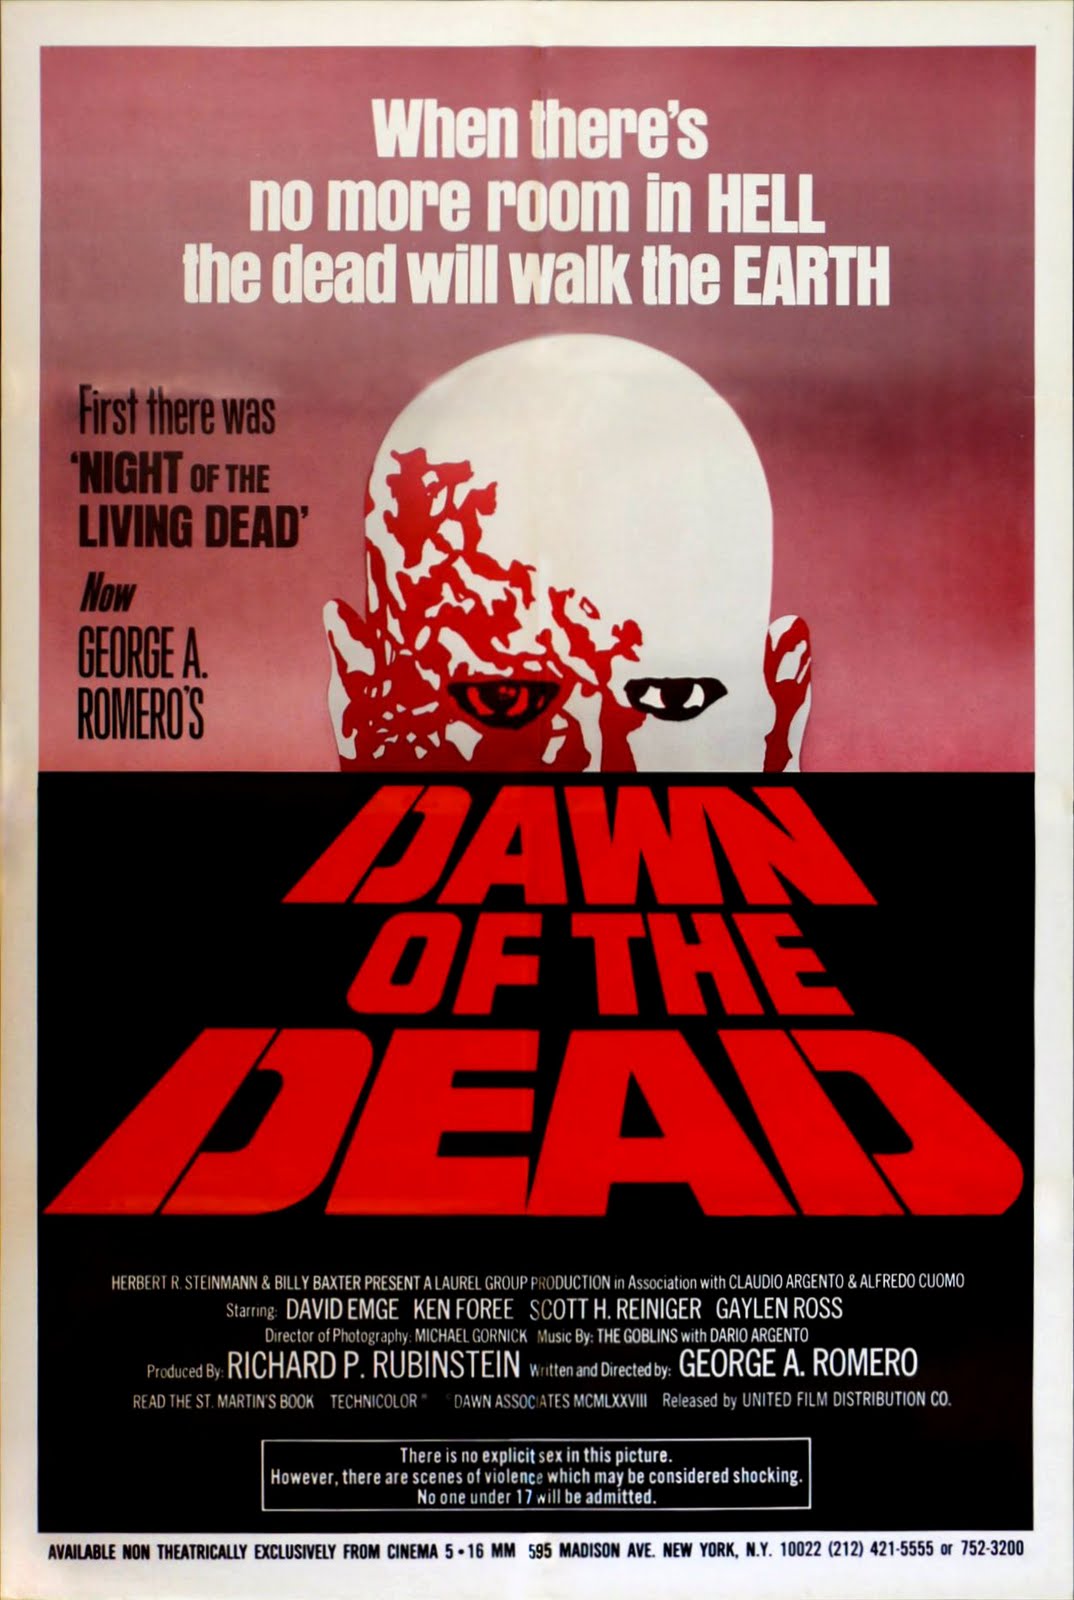 When there's
no more room in HELL
the dead will walk the EARTH
First there was
'NIGHT OF THE
LIVING DEAD'
Now
GEORGE A.
ROMERO'S
DAWN
OF THE
DEAD
HERBERT R. STEINMANN & BILLY BAXTER PRESENT A LAUREL GROUP PRODUCTION in Association with CLAUDIO ARGENTO & ALFREDO CUOMO
Starring: DAVID EMGE KEN FOREE SCOTT H. REINIGER GAYLEN ROSS
Director of Photography: MICHAEL GORNICK Music By: THE GOBLINS with DARIO ARGENTO
Produced By: RICHARD P. RUBINSTEIN Written and Directed by: GEORGE A. ROMERO
READ THE ST. MARTIN'S BOOK TECHNICOLOR® ©DAWN ASSOCIATES MCMLXXVIII Released by UNITED FILM DISTRIBUTION CO.
There is no explicit sex in this picture.
However, there are scenes of violence which may be considered shocking.
No one under 17 will be admitted.
AVAILABLE NON THEATRICALLY EXCLUSIVELY FROM CINEMA 5 • 16 MM 595 MADISON AVE. NEW YORK, N.Y. 10022 (212) 421-5555 or 752-3200